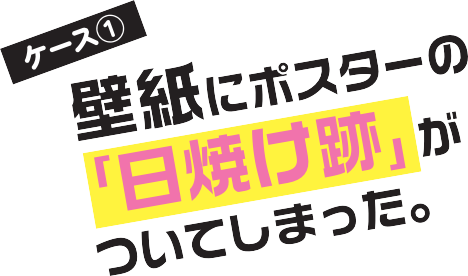 ケース①
壁紙にポスターの
「日焼け跡」が
ついてしまった。